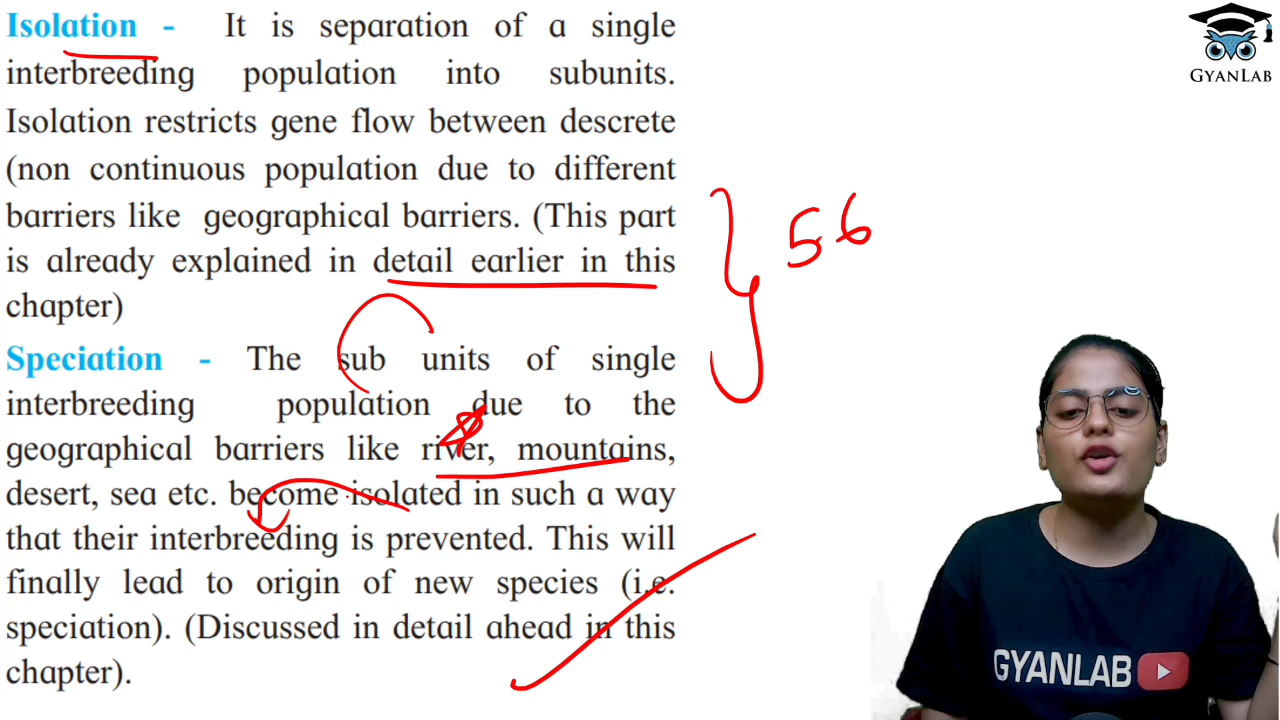 Isolation - It is separation of a single
interbreeding population into subunits.
Isolation restricts gene flow between descrete
(non continuous population due to different
barriers like geographical barriers. (This part
is already explained in detail earlier in this
chapter)
Speciation - The sub units of single
interbreeding population due to the
geographical barriers like river, mountains,
desert, sea etc. become isolated in such a way
that their interbreeding is prevented. This will
finally lead to origin of new species (i.e.
speciation). (Discussed in detail ahead in this
chapter).
56
GYANLAB
GYANLAB